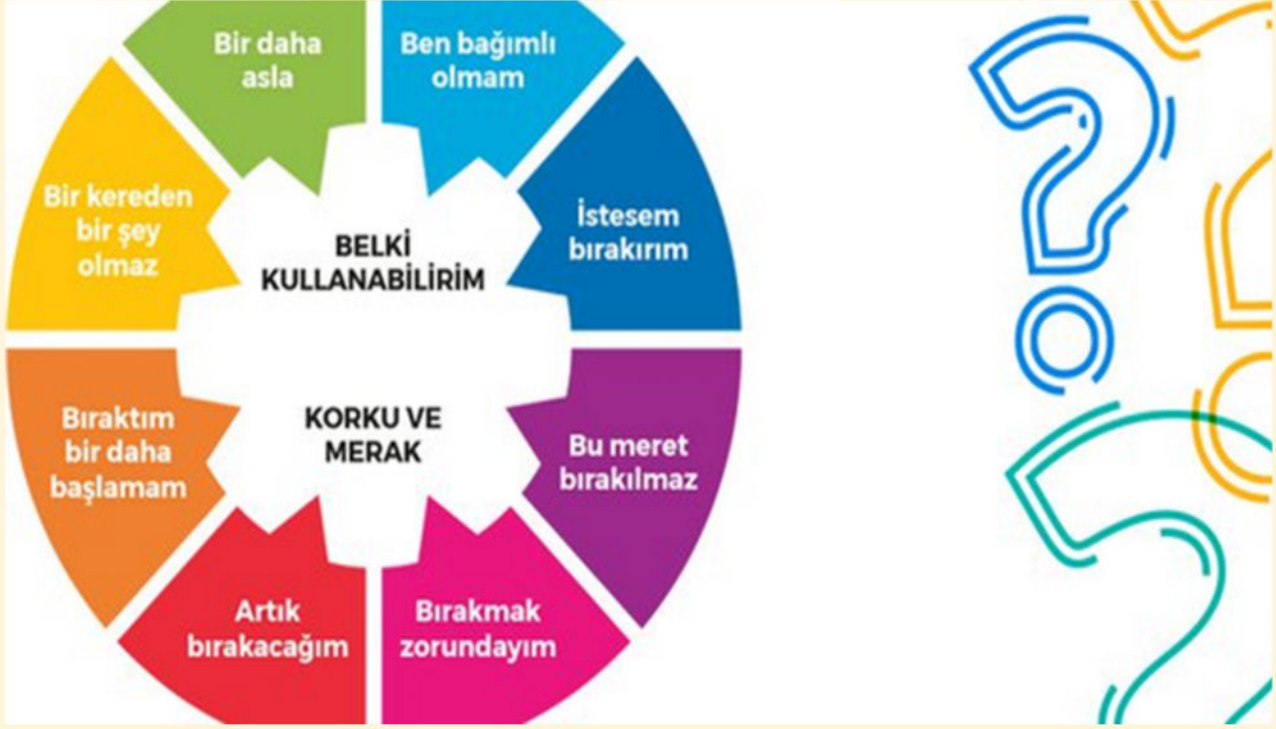 Bir daha
asla
Ben bağımlı
olmam
Bir kereden
bir şey
olmaz
İstesem
bırakırım
BELKİ
KULLANABİLİRİM
KORKU VE
MERAK
Bıraktım
bir daha
başlamam
Bu meret
bırakılmaz
Artık
bırakacağım
Bırakmak
zorundayım